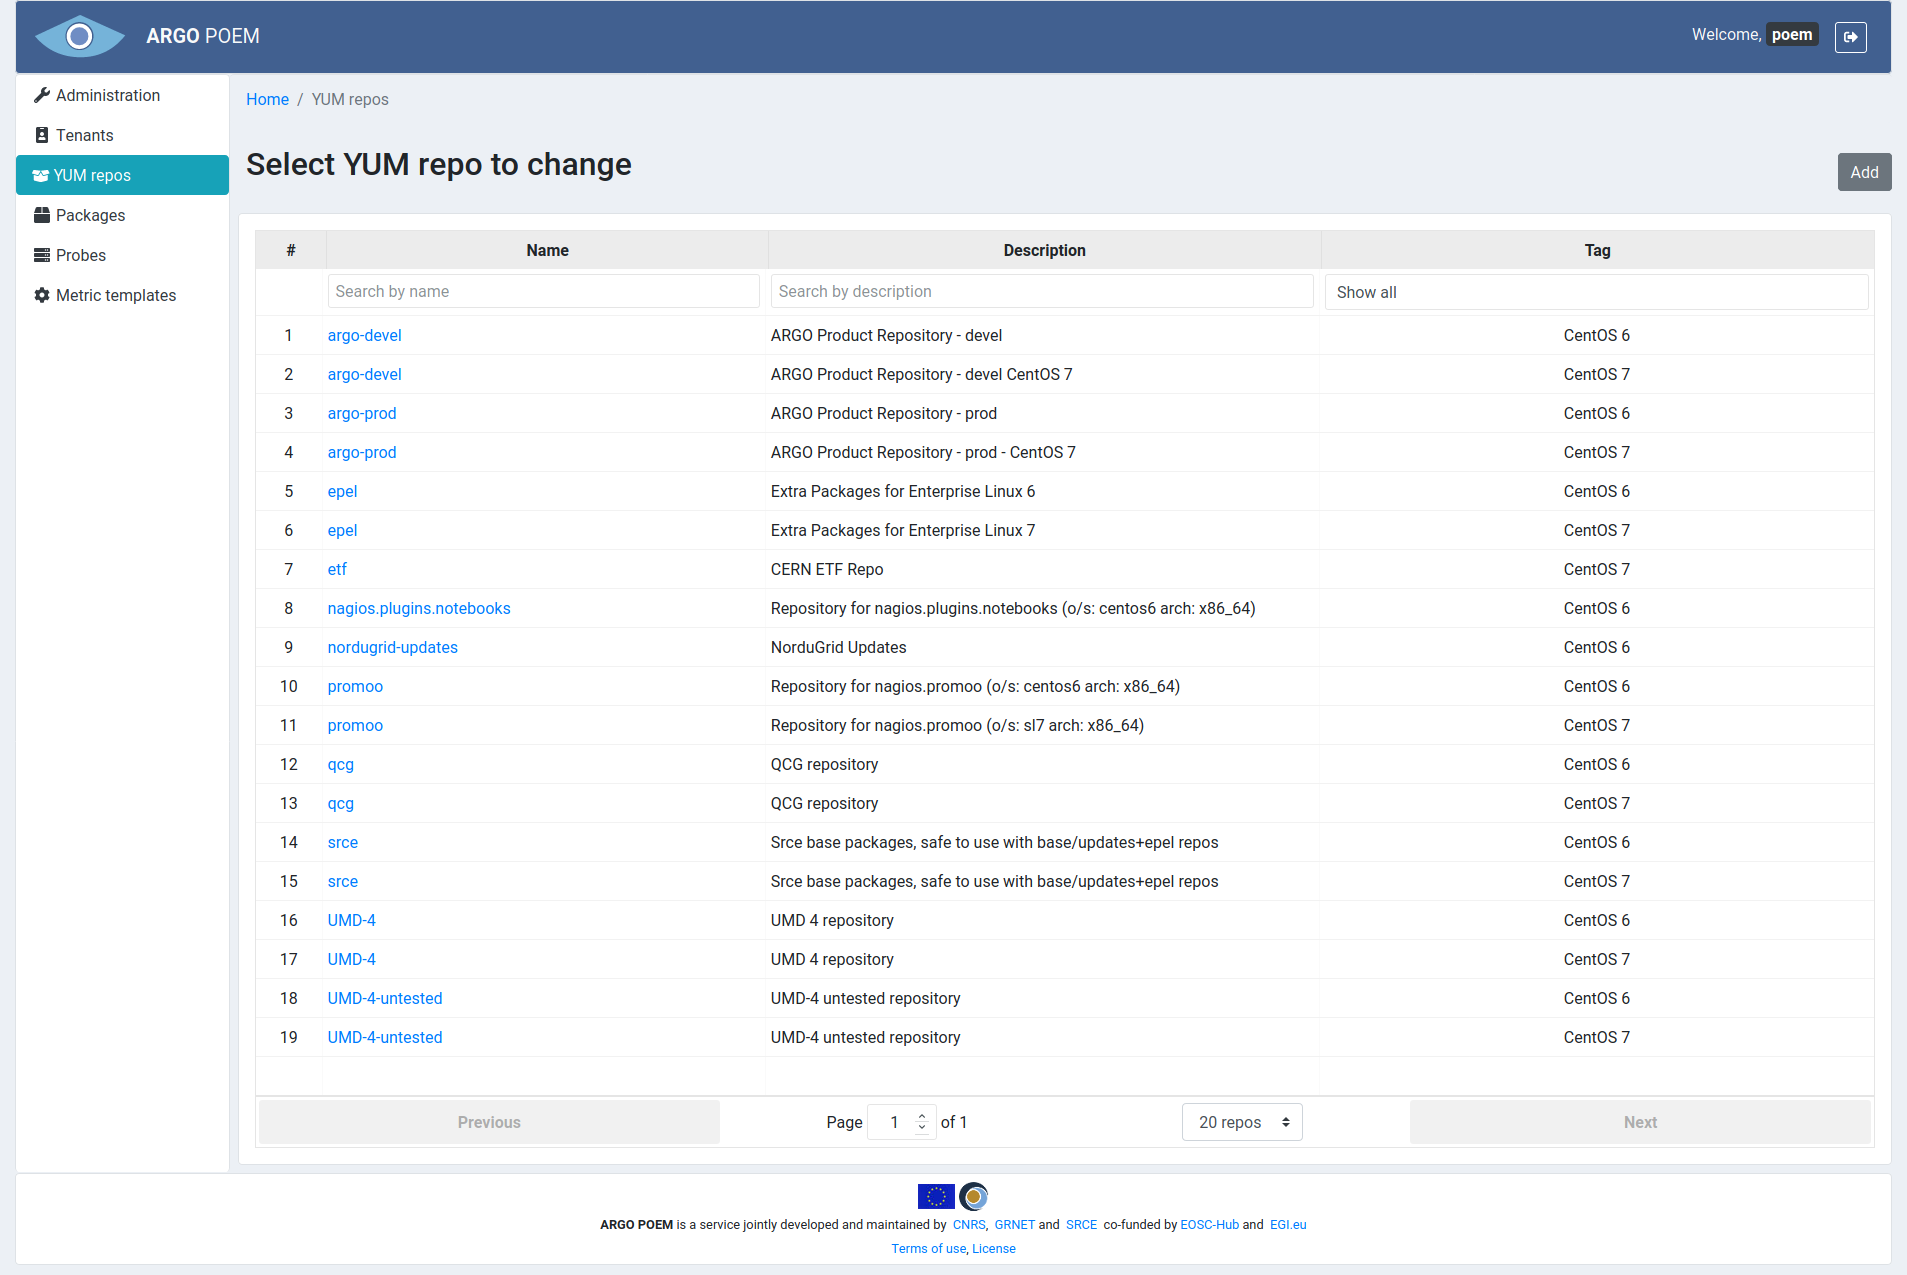 ARGO POEM
Welcome, poem
Administration
Tenants
YUM repos
Packages
Probes
Metric templates
Home / YUM repos
Select YUM repo to change
Add
# Name Description Tag
Search by name Search by description Show all
1 argo-devel ARGO Product Repository - devel CentOS 6
2 argo-devel ARGO Product Repository - devel CentOS 7 CentOS 7
3 argo-prod ARGO Product Repository - prod CentOS 6
4 argo-prod ARGO Product Repository - prod - CentOS 7 CentOS 7
5 epel Extra Packages for Enterprise Linux 6 CentOS 6
6 epel Extra Packages for Enterprise Linux 7 CentOS 7
7 etf CERN ETF Repo CentOS 7
8 nagios.plugins.notebooks Repository for nagios.plugins.notebooks (o/s: centos6 arch: x86_64) CentOS 6
9 nordugrid-updates NorduGrid Updates CentOS 6
10 promoo Repository for nagios.promoo (o/s: centos6 arch: x86_64) CentOS 6
11 promoo Repository for nagios.promoo (o/s: sl7 arch: x86_64) CentOS 7
12 qcg QCG repository CentOS 6
13 qcg QCG repository CentOS 7
14 srce Srce base packages, safe to use with base/updates+epel repos CentOS 6
15 srce Srce base packages, safe to use with base/updates+epel repos CentOS 7
16 UMD-4 UMD 4 repository CentOS 6
17 UMD-4 UMD 4 repository CentOS 7
18 UMD-4-untested UMD-4 untested repository CentOS 6
19 UMD-4-untested UMD-4 untested repository CentOS 7
Previous Page 1 of 1 20 repos Next
ARGO POEM is a service jointly developed and maintained by CNRS, GRNET and SRCE co-funded by EOSC-Hub and EGI.eu
Terms of use, License